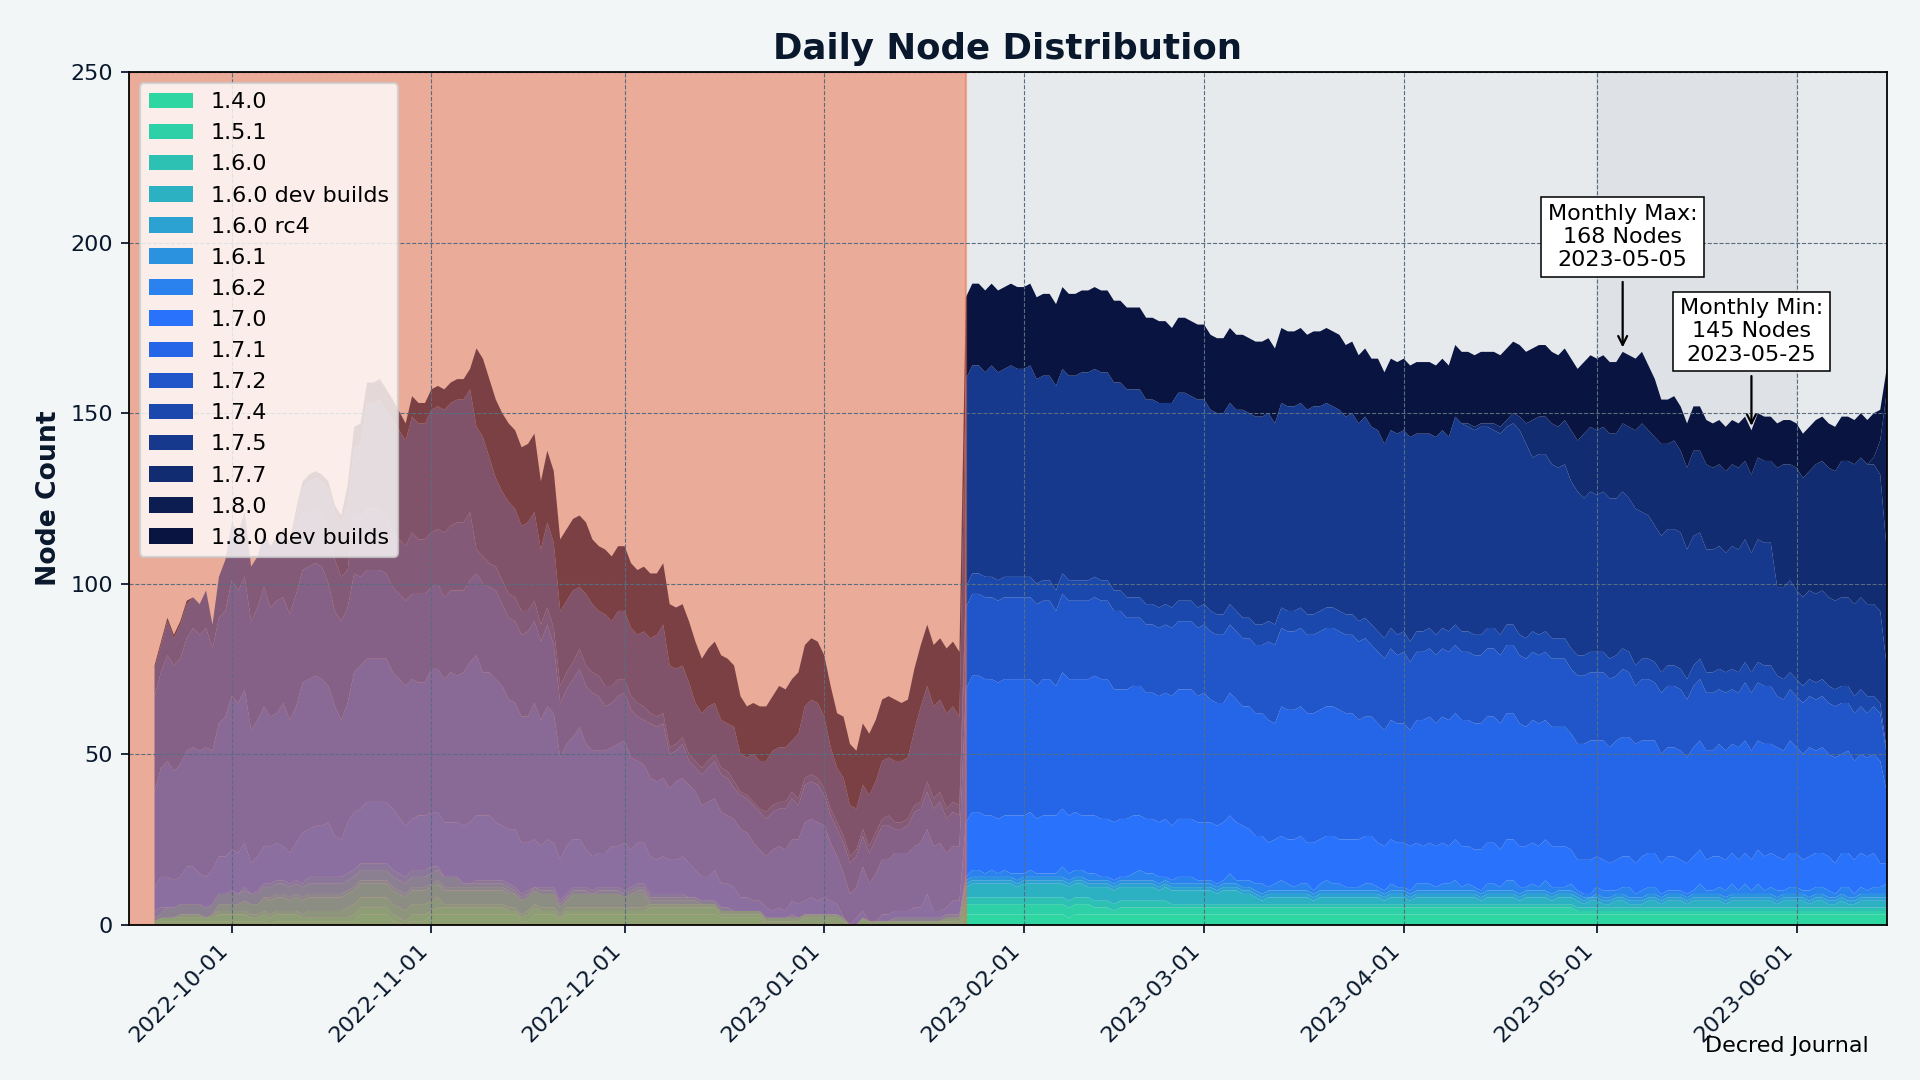 Daily Node Distribution
Node Count
250
200
150
100
50
0
1.4.0
1.5.1
1.6.0
1.6.0 dev builds
1.6.0 rc4
1.6.1
1.6.2
1.7.0
1.7.1
1.7.2
1.7.4
1.7.5
1.7.7
1.8.0
1.8.0 dev builds
Monthly Max:
168 Nodes
2023-05-05
Monthly Min:
145 Nodes
2023-05-25
2022-10-01
2022-11-01
2022-12-01
2023-01-01
2023-02-01
2023-03-01
2023-04-01
2023-05-01
2023-06-01
Decred Journal